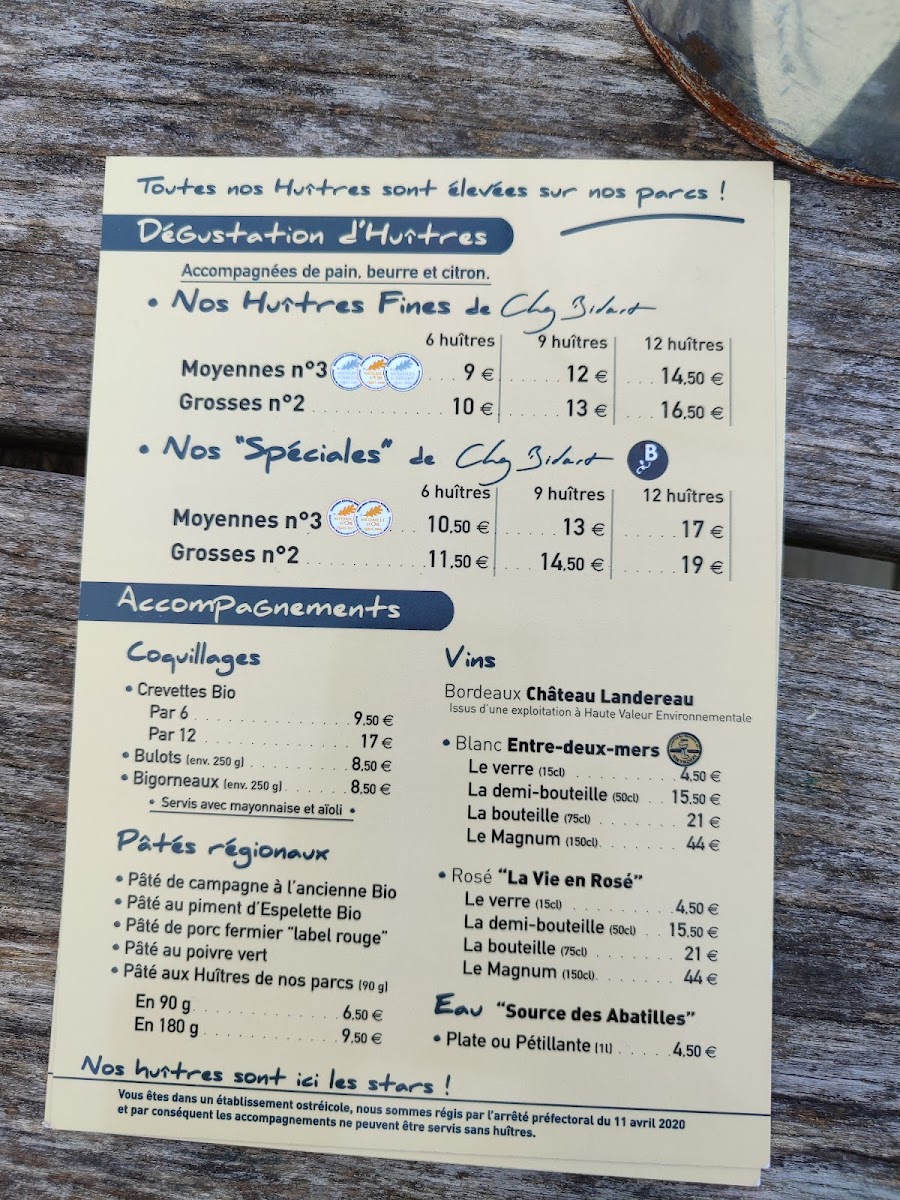 Toutes nos Huîtres sont élevées sur nos parcs !
Dégustation d'Huîtres
Accompagnées de pain, beurre et citron.
• Nos Huîtres Fines de Chez Bidart
6 huîtres 9 huîtres 12 huîtres
Moyennes n°3 .... 9 € ....... 12 € .... 14,50 €
Grosses n°2 .............. 10 € ....... 13 € .... 16,50 €
• Nos "Spéciales" de Chez Bidart B
6 huîtres 9 huîtres 12 huîtres
Moyennes n°3 10,50 € 13 € 17 €
Grosses n°2 ............ 11,50 € .... 14,50 € ...... 19 €
Accompagnements
Coquillages
• Crevettes Bio
Par 6 ................ 9,50 €
Par 12 ................ 17 €
• Bulots (env. 250 g) .......... 8,50 €
• Bigorneaux (env. 250 g) ...... 8,50 €
• Servis avec mayonnaise et aïoli •
Pâtés régionaux
• Pâté de campagne à l'ancienne Bio
• Pâté au piment d'Espelette Bio
• Pâté de porc fermier "label rouge"
• Pâté au poivre vert
• Pâté aux Huîtres de nos parcs (90 g)
En 90 g ............... 6,50 €
En 180 g .............. 9,50 €
Vins
Bordeaux Château Landereau
Issus d'une exploitation à Haute Valeur Environnementale
• Blanc Entre-deux-mers
Le verre (15cl) ........... 4,50 €
La demi-bouteille (50cl) .. 15,50 €
La bouteille (75cl) ......... 21 €
Le Magnum (150cl) ......... 44 €
• Rosé "La Vie en Rosé"
Le verre (15cl) ........... 4,50 €
La demi-bouteille (50cl) .. 15,50 €
La bouteille (75cl) ......... 21 €
Le Magnum (150cl) ......... 44 €
Eau "Source des Abatilles"
• Plate ou Pétillante (1l) ..... 4,50 €
Nos huîtres sont ici les stars !
Vous êtes dans un établissement ostréicole, nous sommes régis par l'arrêté préfectoral du 11 avril 2020
et par conséquent les accompagnements ne peuvent être servis sans huîtres.